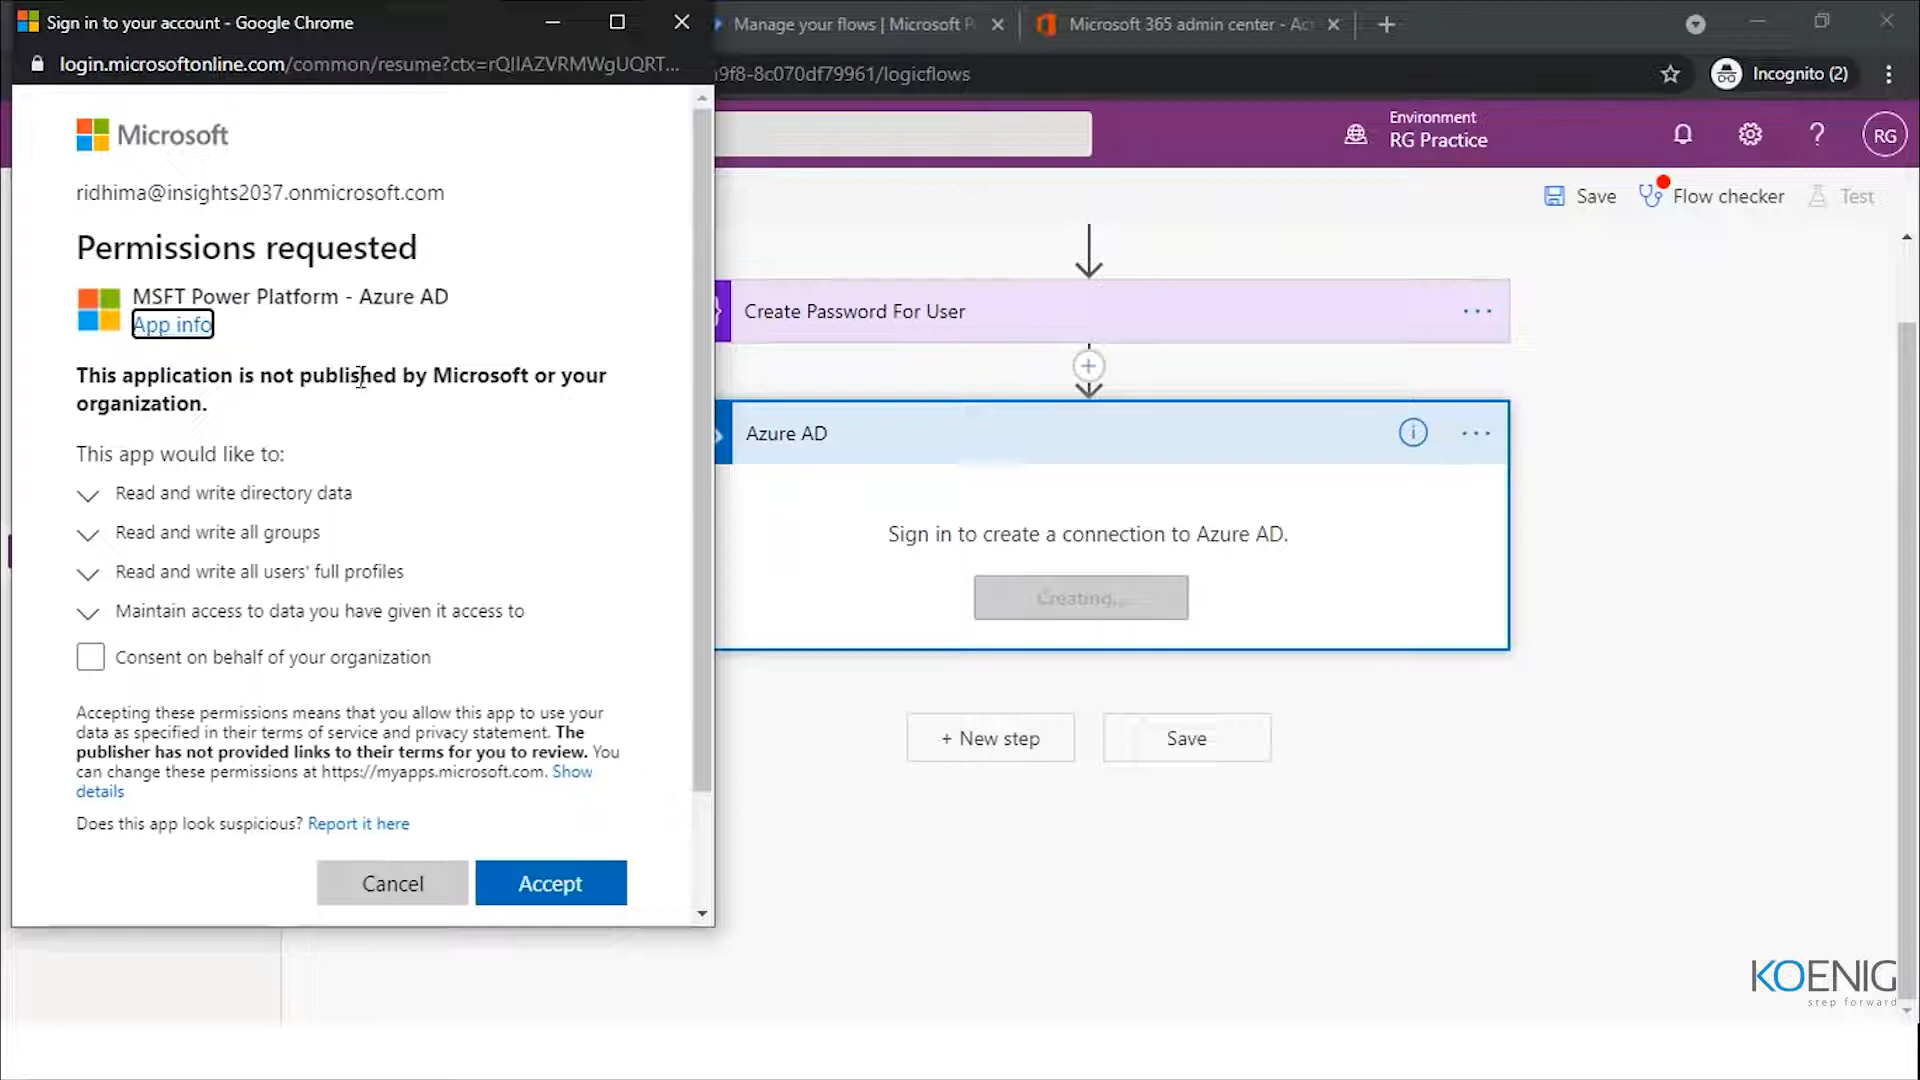 Sign in to your account - Google Chrome
login.microsoftonline.com/common/resume?ctx=rQIIAZVRMWgUQRT...
Microsoft
ridhima@insights2037.onmicrosoft.com
Permissions requested
MSFT Power Platform - Azure AD
App info
This application is not published by Microsoft or your
organization.
This app would like to:
Read and write directory data
Read and write all groups
Read and write all users' full profiles
Maintain access to data you have given it access to
Consent on behalf of your organization
Accepting these permissions means that you allow this app to use your
data as specified in their terms of service and privacy statement. The
publisher has not provided links to their terms for you to review. You
can change these permissions at https://myapps.microsoft.com. Show
details
Does this app look suspicious? Report it here
Cancel
Accept
Manage your flows | Microsoft P
Microsoft 365 admin center - Act
9f8-8c070df79961/logicflows
Incognito (2)
Environment
RG Practice
RG
Save
Flow checker
Test
Create Password For User
Azure AD
Sign in to create a connection to Azure AD.
Creating...
+ New step
Save
KOENIG
step forward